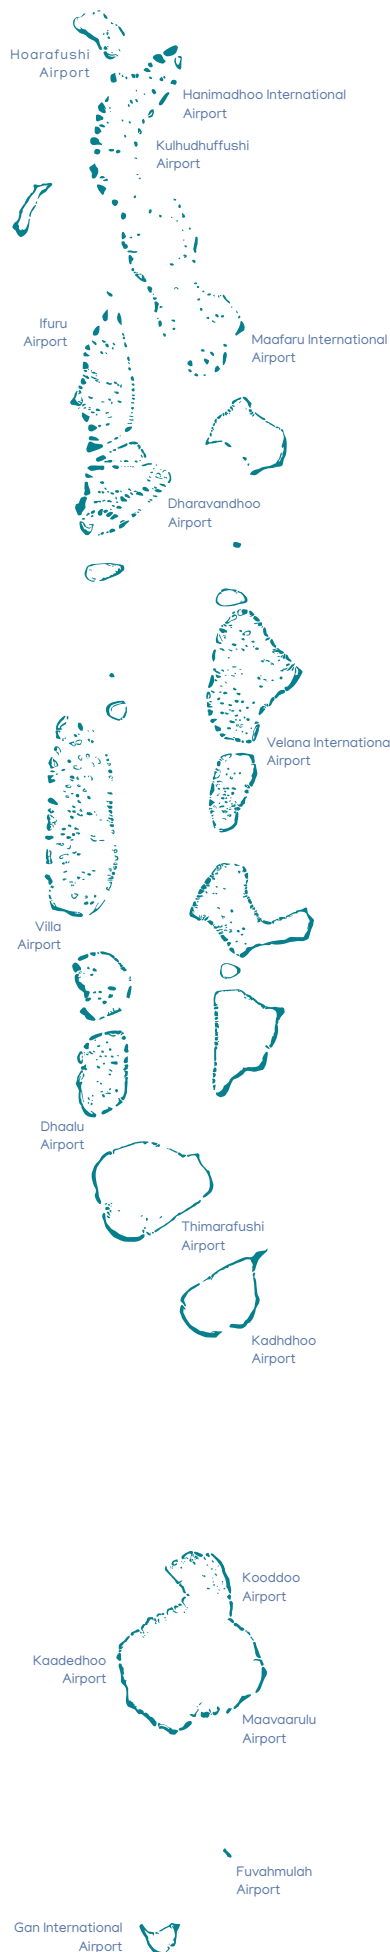 Hoarafushi
Airport
Hanimadhoo International
Airport
Kulhudhuffushi
Airport
Ifuru
Airport
Maafaru International
Airport
Dharavandhoo
Airport
Velana Internationa
Airport
Villa
Airport
Dhaalu
Airport
Thimarafushi
Airport
Kadhdhoo
Airport
Kooddoo
Airport
Kaadedhoo
Airport
Maavaarulu
Airport
Fuvahmulah
Airport
Gan International
Airport